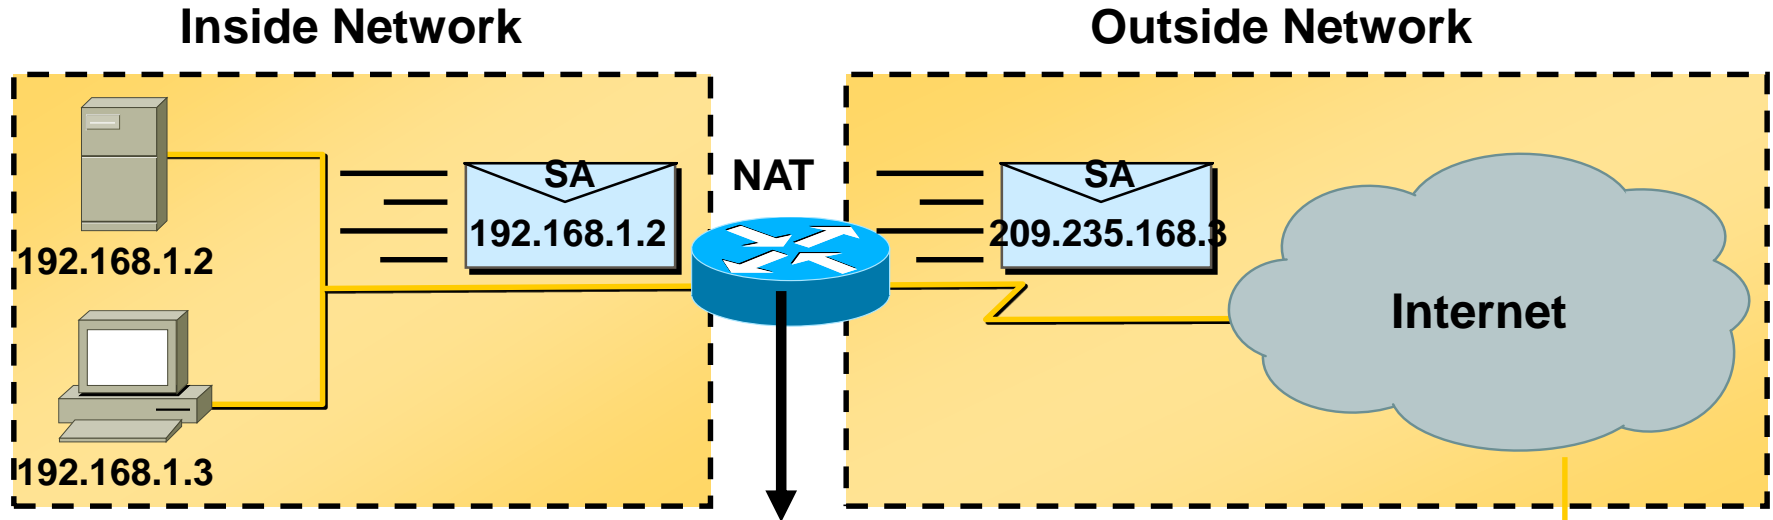 Inside Network
Outside Network
SA
192.168.1.2
NAT
SA
209.235.168.3
192.168.1.2
Internet
192.168.1.3